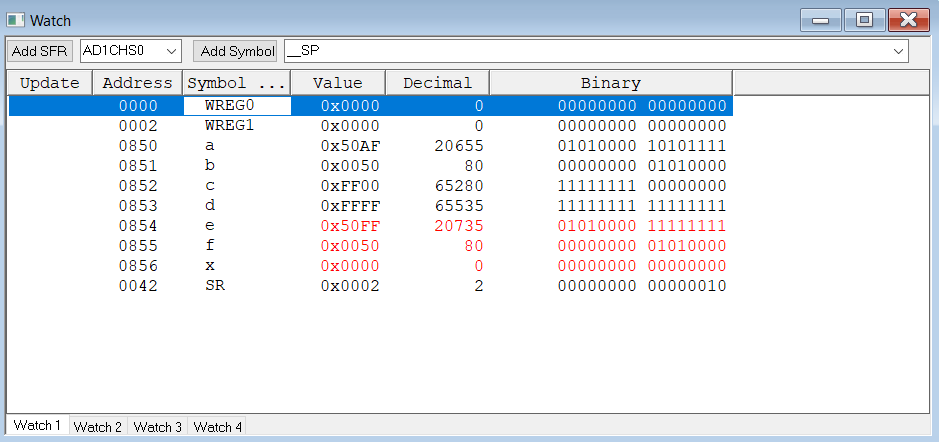 Watch
Add SFR AD1CHS0 Add Symbol __SP
Update Address Symbol ... Value Decimal Binary
0000 WREG0 0x0000 0 00000000 00000000
0002 WREG1 0x0000 0 00000000 00000000
0850 a 0x50AF 20655 01010000 10101111
0851 b 0x0050 80 00000000 01010000
0852 c 0xFF00 65280 11111111 00000000
0853 d 0xFFFF 65535 11111111 11111111
0854 e 0x50FF 20735 01010000 11111111
0855 f 0x0050 80 00000000 01010000
0856 x 0x0000 0 00000000 00000000
0042 SR 0x0002 2 00000000 00000010
Watch 1 Watch 2 Watch 3 Watch 4